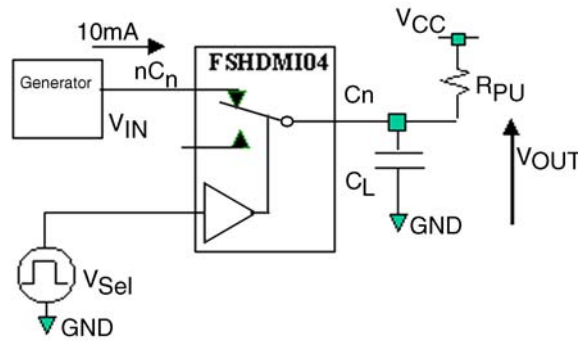 10mA
Generator
nCn
VIN
FSHDMI04
Cn
VCC
RPU
VOUT
CL
GND
VSel
GND